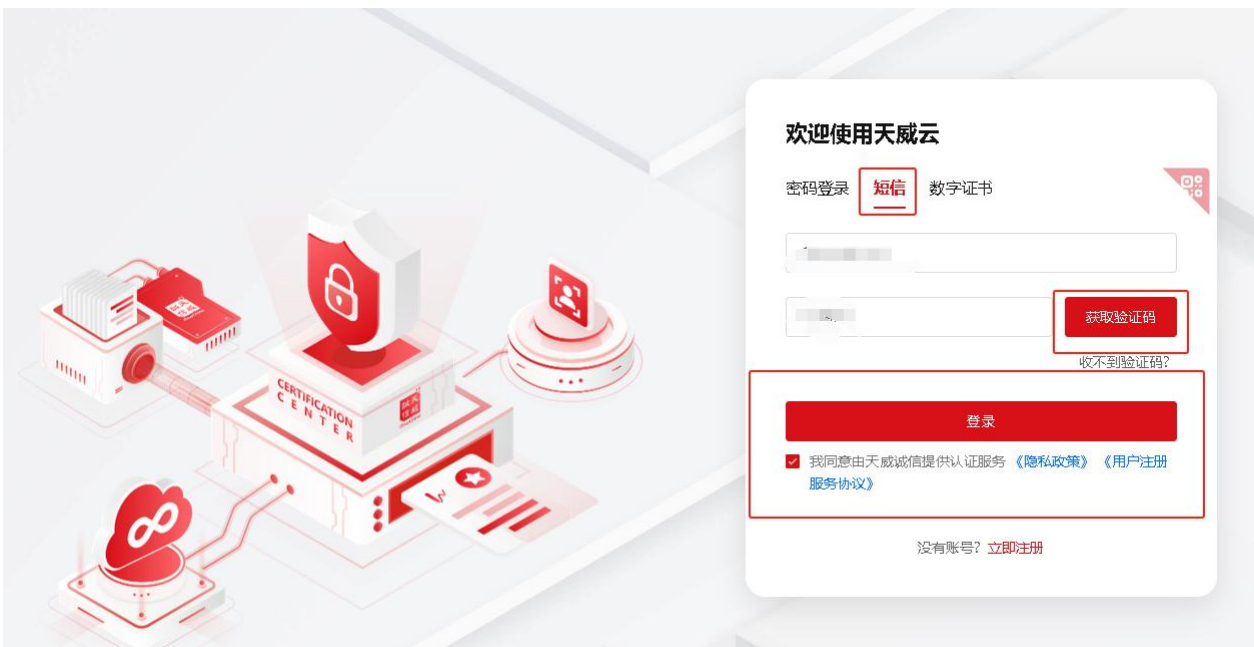 欢迎使用天威云
密码登录 短信 数字证书
获取验证码
收不到验证码?
登录
我同意由天威诚信提供认证服务 《隐私政策》 《用户注册
服务协议》
没有账号? 立即注册
CERTIFICATION
CENTER